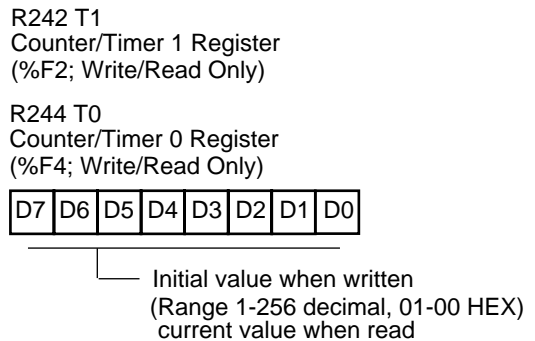 R242 T1
Counter/Timer 1 Register
(%F2; Write/Read Only)
R244 T0
Counter/Timer 0 Register
(%F4; Write/Read Only)
D7 D6 D5 D4 D3 D2 D1 D0
Initial value when written
(Range 1-256 decimal, 01-00 HEX)
current value when read